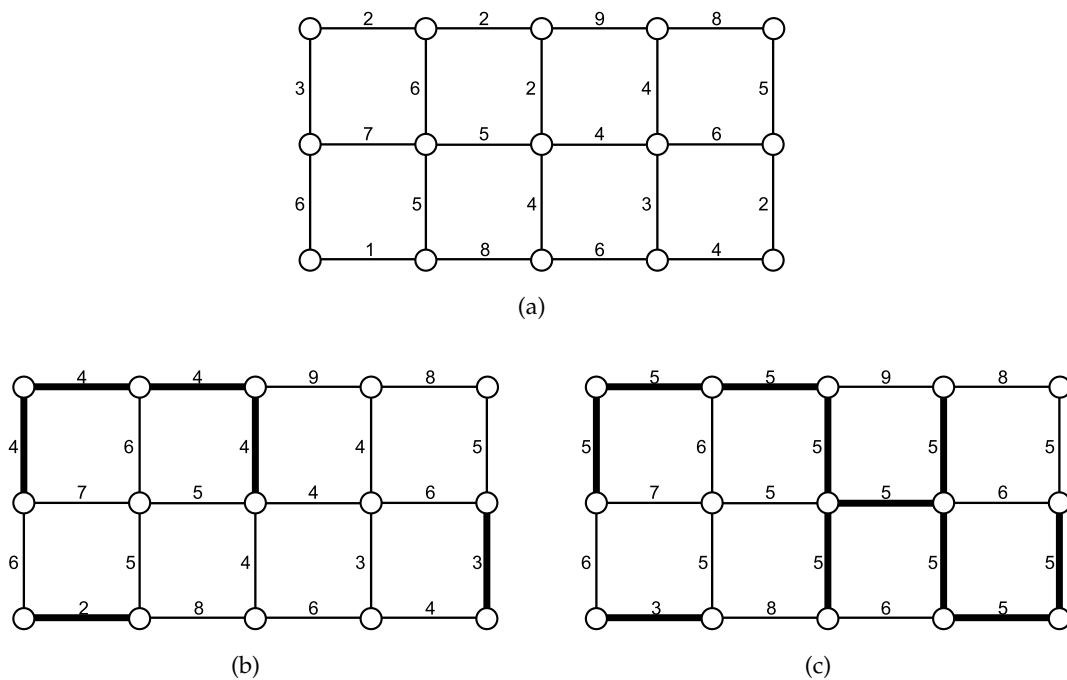 2 2 9 8
3 6 2 4 5
7 5 4 6
6 5 4 3 2
1 8 6 4
(a)
4 4 9 8
4 6 4 4 5
7 5 4 6
6 5 4 3 3
2 8 6 4
(b)
5 5 9 8
5 6 5 5 5
7 5 5 6
6 5 5 5 5
3 8 6 5
(c)